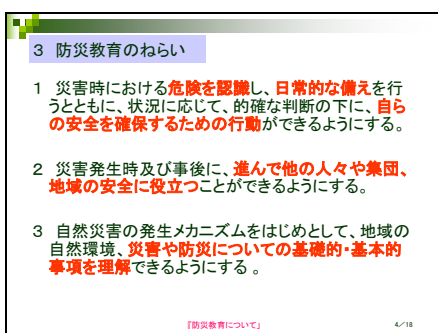 3 防災教育のねらい
1 災害時における危険を認識し、日常的な備えを行
うとともに、状況に応じて、的確な判断の下に、自ら
の安全を確保するための行動ができるようにする。
2 災害発生時及び事後に、進んで他の人々や集団、
地域の安全に役立つことができるようにする。
3 自然災害の発生メカニズムをはじめとして、地域の
自然環境、災害や防災についての基礎的・基本的
事項を理解できるようにする。
『防災教育について』 4/18